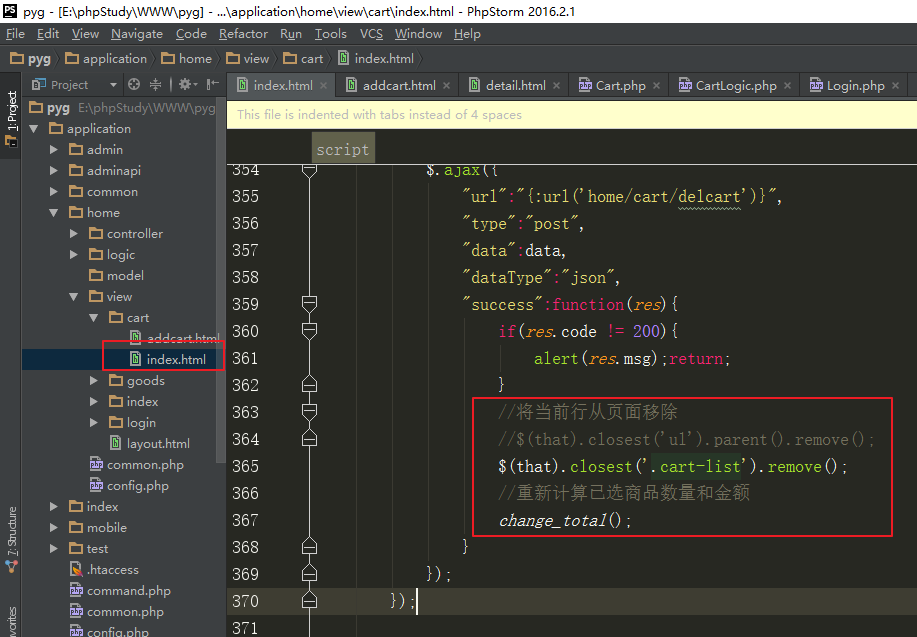 pyg - [E:\phpStudy\WWW\pyg] - ...\application\home\view\cart\index.html - PhpStorm 2016.2.1
File Edit View Navigate Code Refactor Run Tools VCS Window Help
pyg application home view cart index.html
Project
index.html addcart.html detail.html Cart.php CartLogic.php Login.php
1: Project
7: Structure
pyg E:\phpStudy\WWW\pyg
application
admin
adminapi
common
home
controller
logic
model
view
cart
addcart.html
index.html
goods
index
login
layout.html
common.php
config.php
index
mobile
test
.htaccess
command.php
common.php
config.php
This file is indented with tabs instead of 4 spaces
script
354 $.ajax({
355 "url":"{:url('home/cart/delcart')}",
356 "type":"post",
357 "data":data,
358 "dataType":"json",
359 "success":function(res){
360 if(res.code != 200){
361 alert(res.msg);return;
362 }
363 //将当前行从页面移除
364 //$(that).closest('ul').parent().remove();
365 $(that).closest('.cart-list').remove();
366 //重新计算已选商品数量和金额
367 change_total();
368 }
369 });
370 });
371